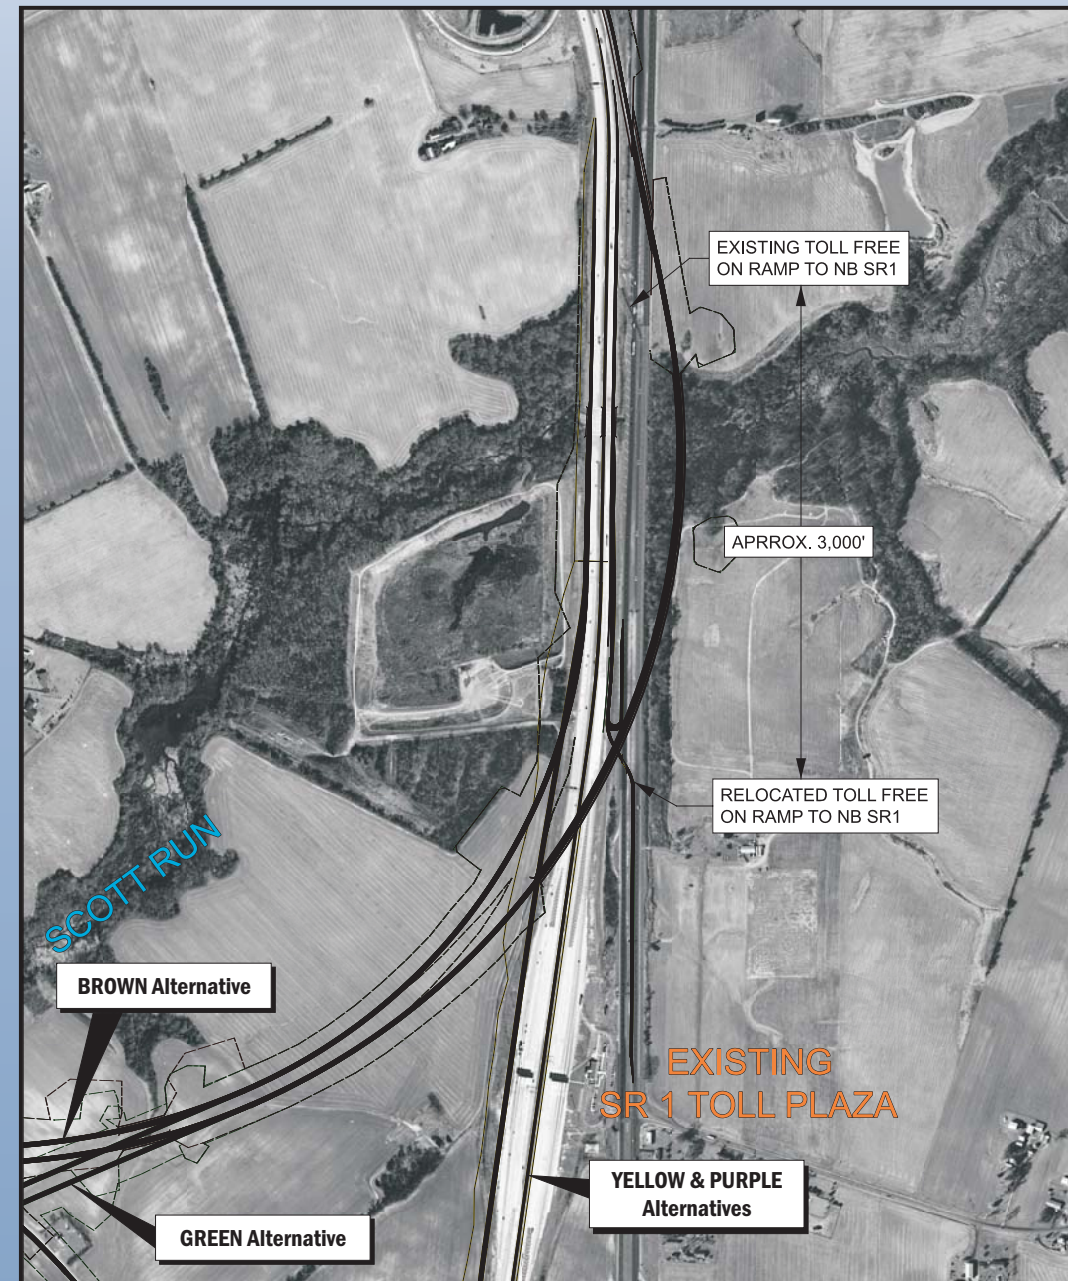 EXISTING TOLL FREE
ON RAMP TO NB SR1
APRROX. 3,000'
RELOCATED TOLL FREE
ON RAMP TO NB SR1
SCOTT RUN
BROWN Alternative
EXISTING
SR 1 TOLL PLAZA
YELLOW & PURPLE
Alternatives
GREEN Alternative